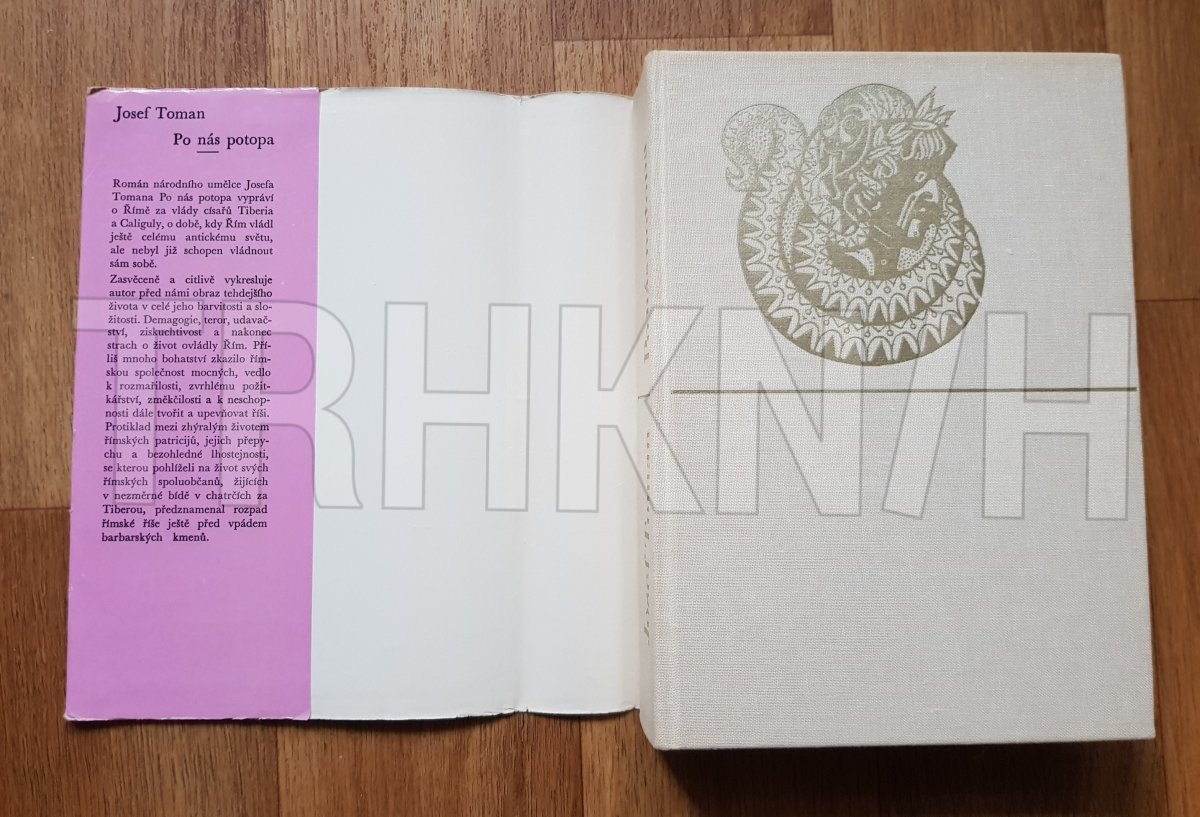 Josef Toman
Po nás potopa
Román národního umělce Josefa
Tomana Po nás potopa vypráví
o Římě za vlády císařů Tiberia
a Caliguly, o době, kdy Řím vládl
ještě celému antickému světu,
ale nebyl již schopen vládnout
sám sobě.
Zasvěceně a citlivě vykresluje
autor před námi obraz tehdejšího
života v celé jeho barvitosti a slo-
žitosti. Demagogie, teror, udavač-
ství, ziskuchtivost a nakonec
strach o život ovládly Řím. Pří-
liš mnoho bohatství zkazilo řím-
skou společnost mocných, vedlo
k rozmařilosti, zvrhlému požit-
kářství, změkčilosti a k neschop-
nosti dále tvořit a upevňovat říši.
Protiklad mezi zhýralým životem
římských patricijů, jejich přepy-
chu a bezohledné lhostejnosti,
se kterou pohlíželi na život svých
římských spoluobčanů, žijících
v nezměrné bídě v chatrčích za
Tiberou, předznamenal rozpad
římské říše ještě před vpádem
barbarských kmenů.
TRHKNIH